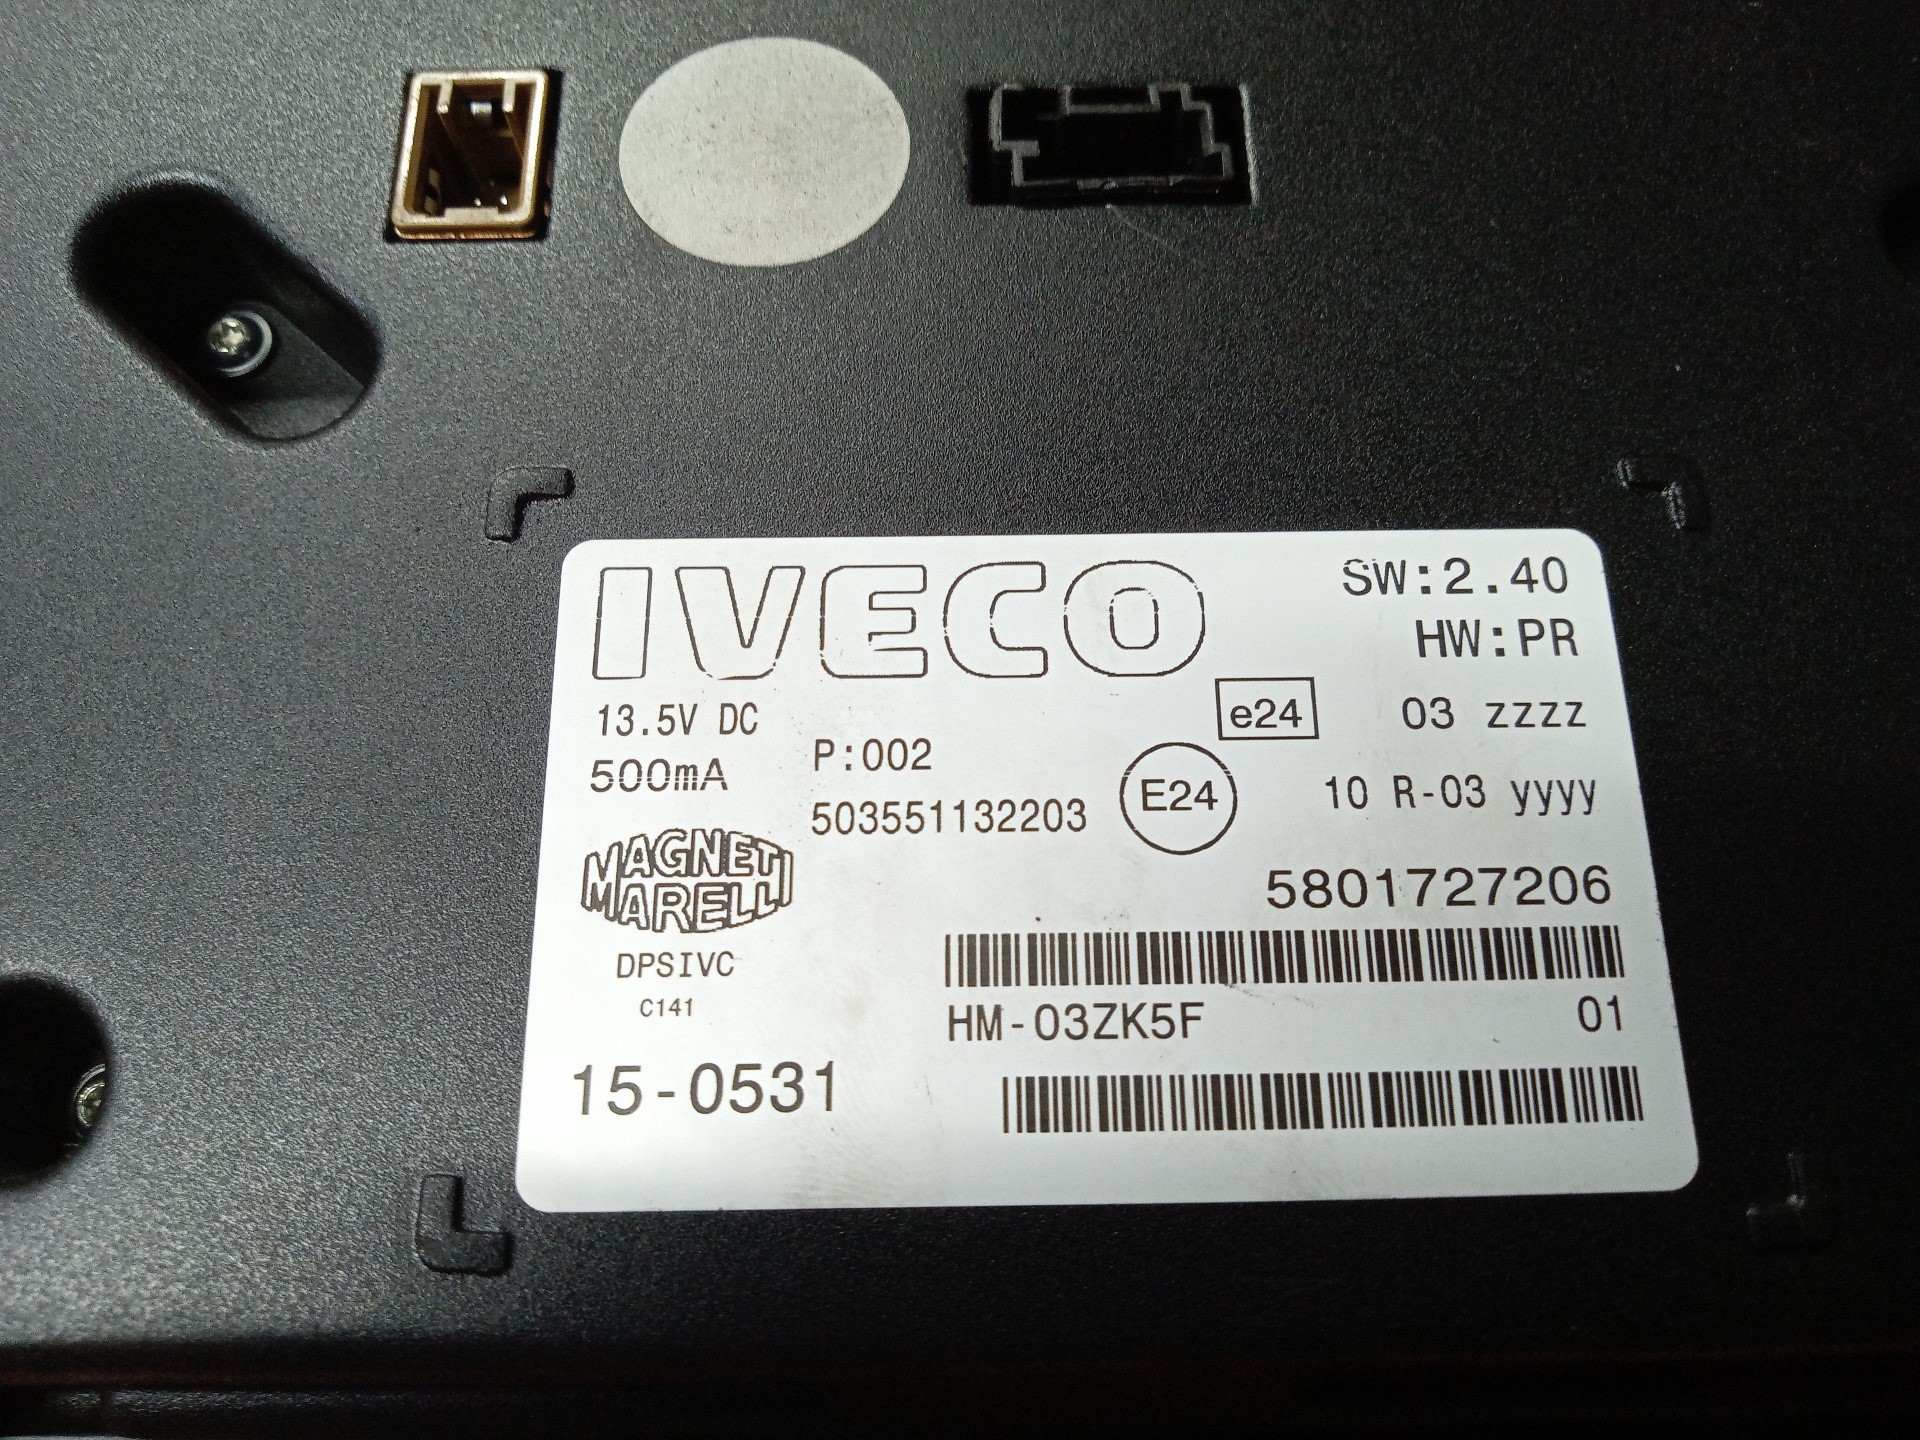 IVECO
SW:2.40
HW:PR
13.5V DC
e24
03 zzzz
500mA
P:002
503551132203
E24
10 R-03 yyyy
MAGNETI
MARELLI
5801727206
DPSIVC
C141
HM-03ZK5F 01
15-0531